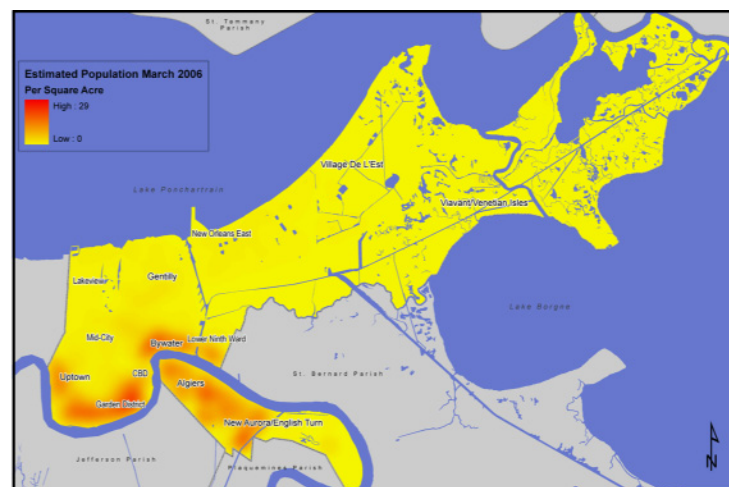 St. Tammany
Parish
Estimated Population March 2006
Per Square Acre
High : 29
Low : 0
Village De L'Est
Lake Ponchartrain
Viavant/Venetian Isles
New Orleans East
Gentilly
Lakeview
Lake Borgne
Mid-City
Bywater
Lower Ninth Ward
Uptown
CBD
St. Bernard Parish
Algiers
Garden District
New Aurora/English Turn
Jefferson Parish
Plaquemines Parish
N